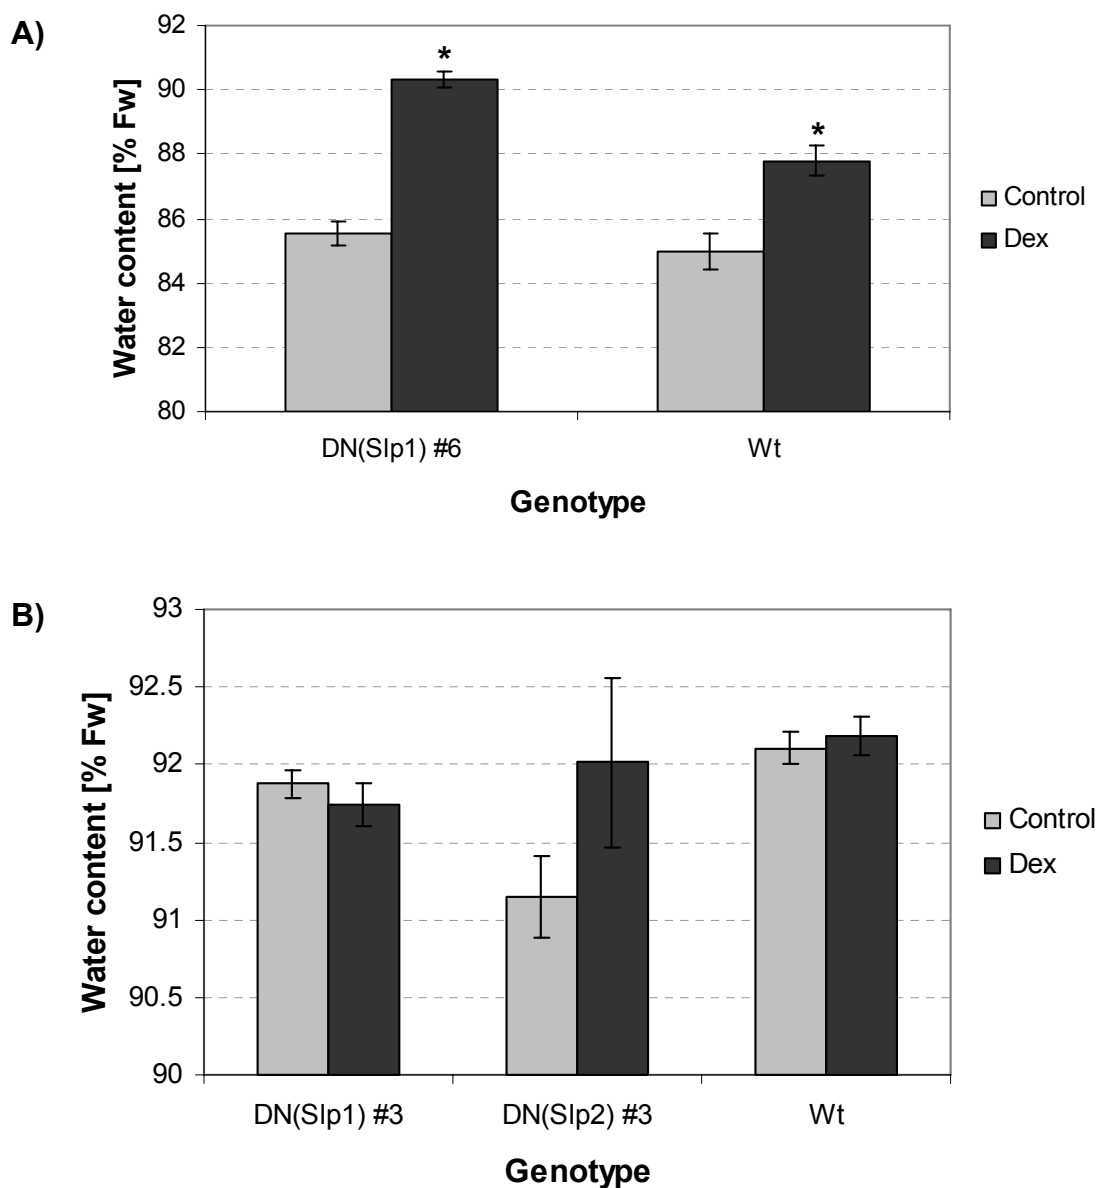 A)
Water content [% Fw]
92
90
88
86
84
82
80
*
*
DN(Slp1) #6
Wt
Genotype
Control
Dex
B)
Water content [% Fw]
93
92.5
92
91.5
91
90.5
90
DN(Slp1) #3
DN(Slp2) #3
Wt
Genotype
Control
Dex